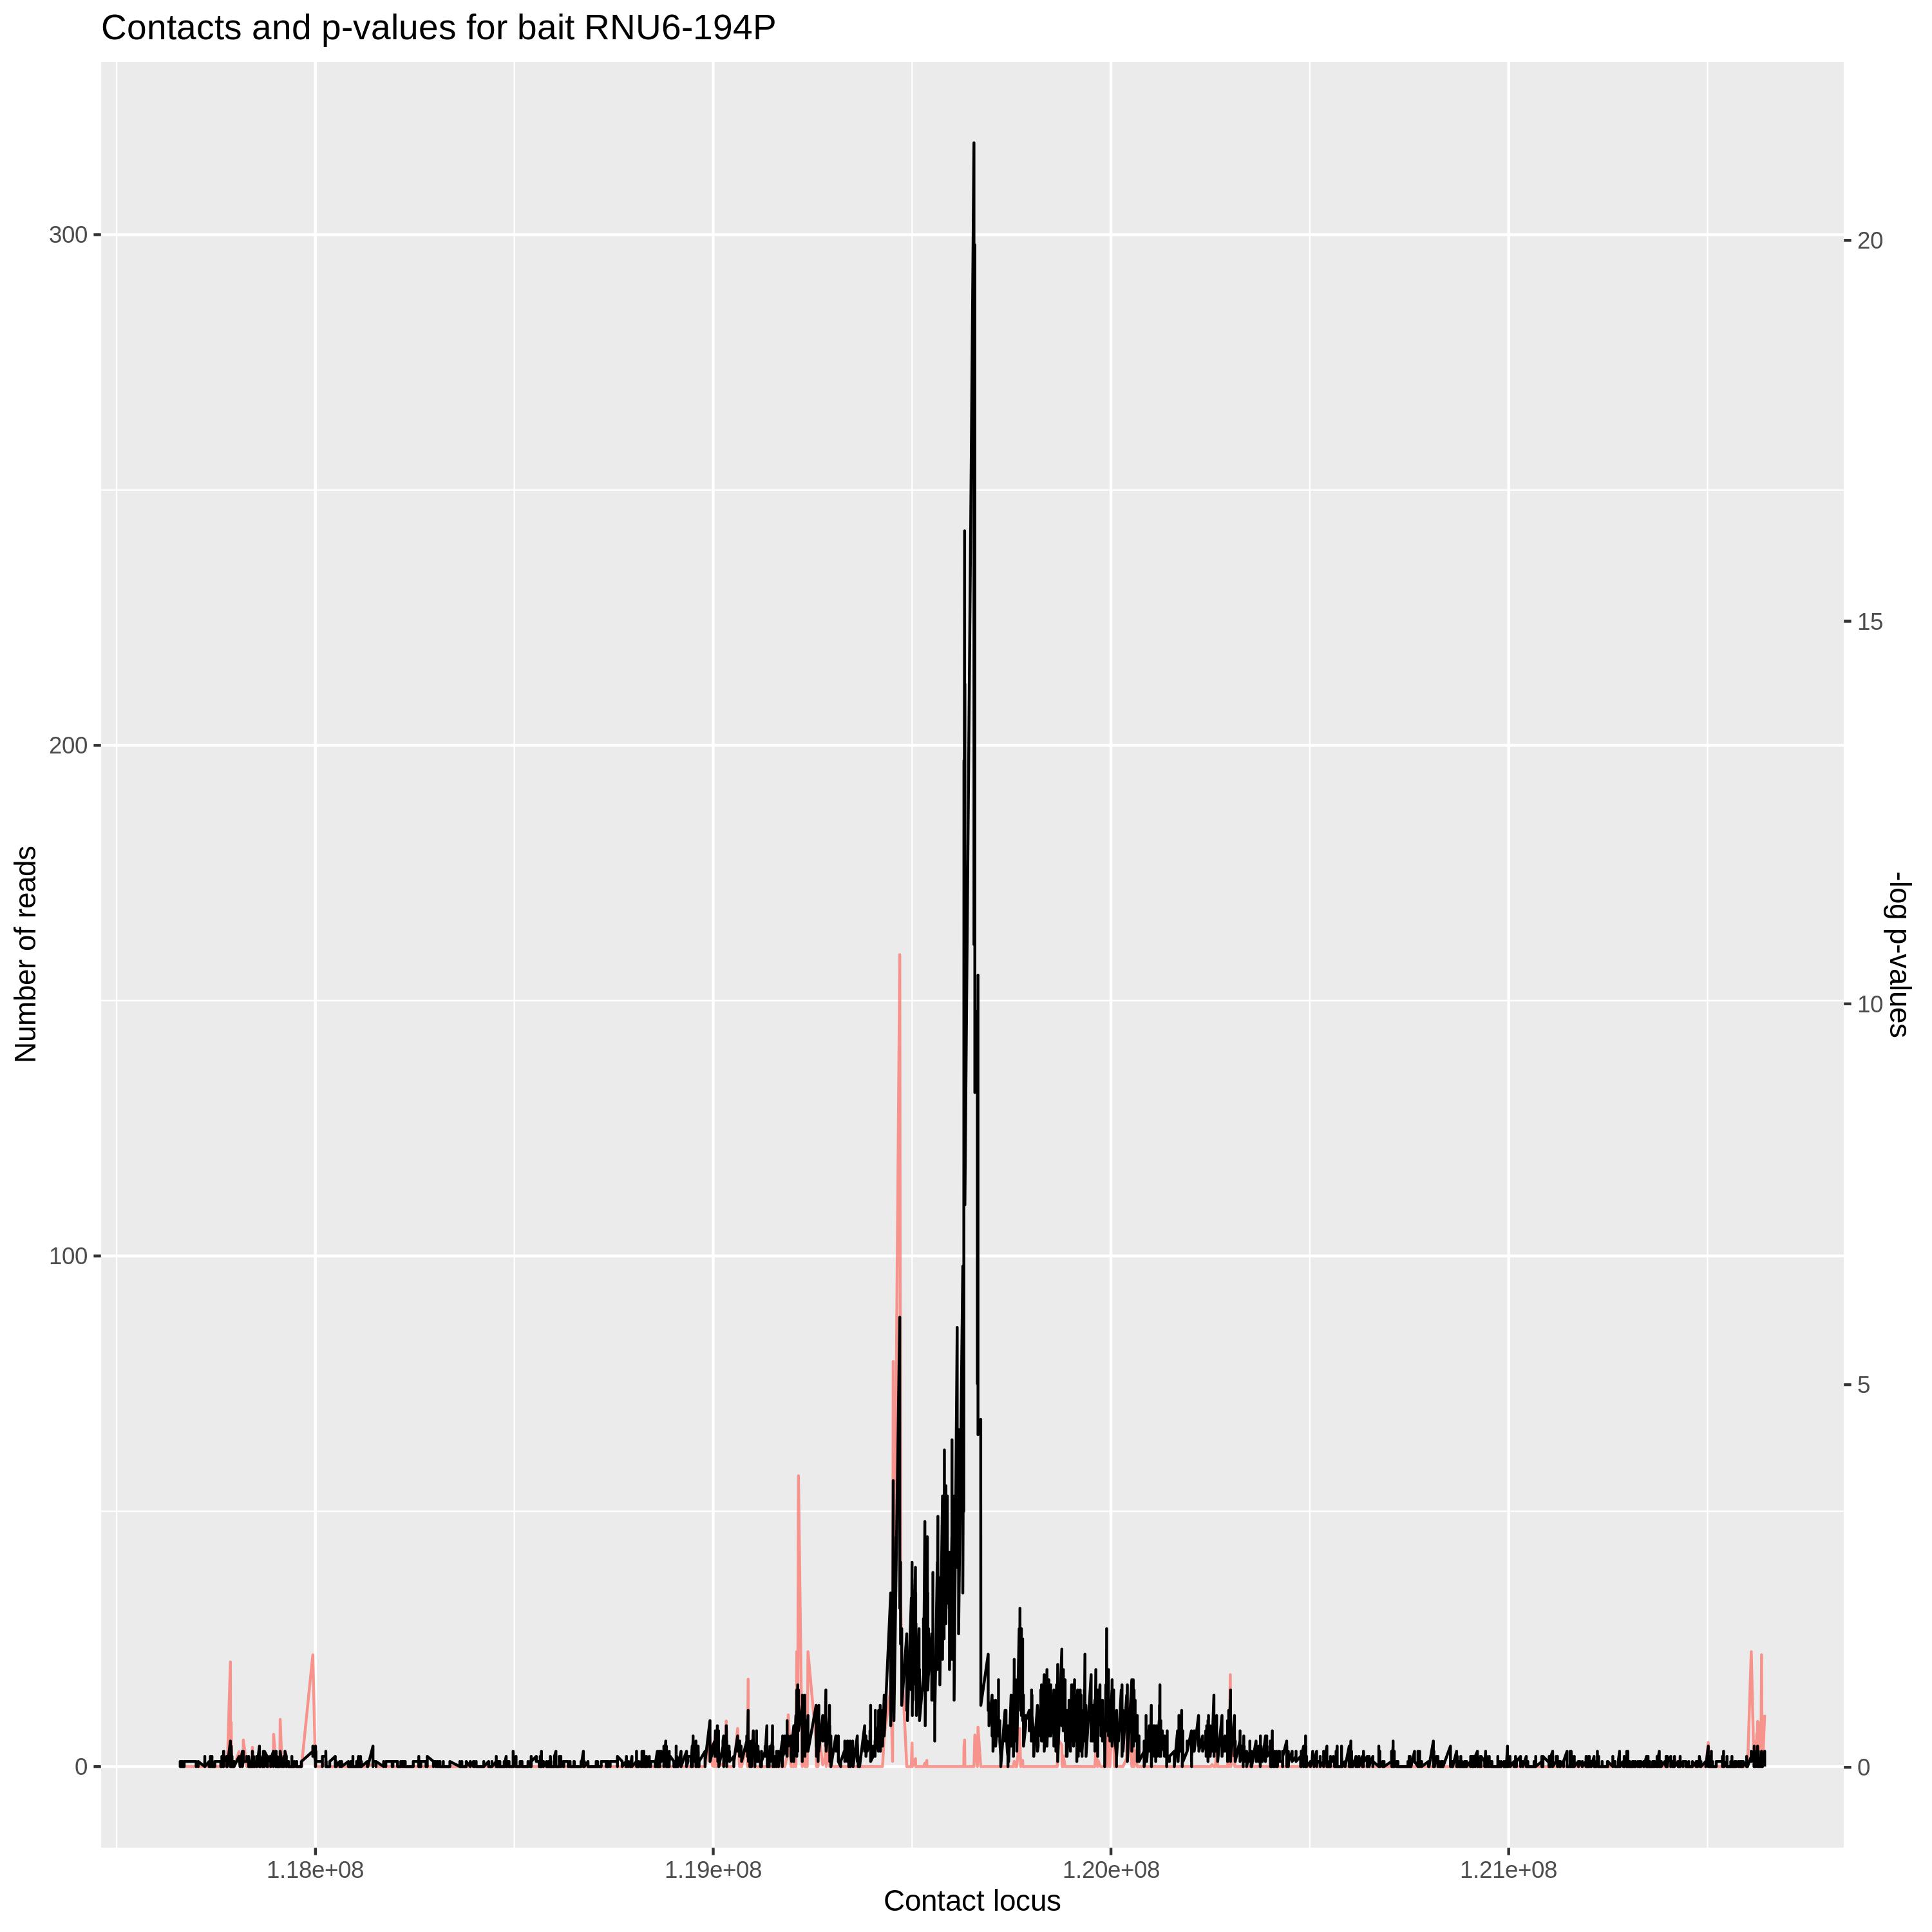 Contacts and p-values for bait RNU6-194P
300
200
100
0
Number of reads
20
15
10
5
0
-log p-values
1.18e+08
1.19e+08
1.20e+08
1.21e+08
Contact locus